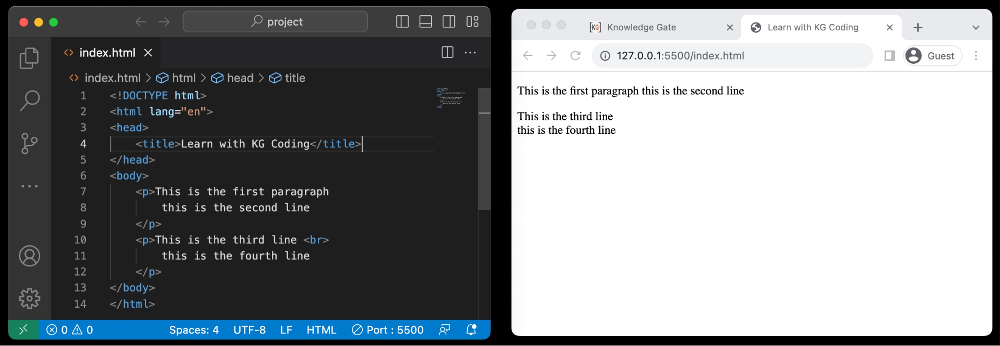 project
index.html
index.html > html > head > title
1 <!DOCTYPE html>
2 <html lang="en">
3 <head>
4 <title>Learn with KG Coding</title>
5 </head>
6 <body>
7 <p>This is the first paragraph
8 this is the second line
9 </p>
10 <p>This is the third line <br>
11 this is the fourth line
12 </p>
13 </body>
14 </html>
0 0 Spaces: 4 UTF-8 LF HTML Port : 5500
KG Knowledge Gate Learn with KG Coding
127.0.0.1:5500/index.html Guest
This is the first paragraph this is the second line
This is the third line
this is the fourth line